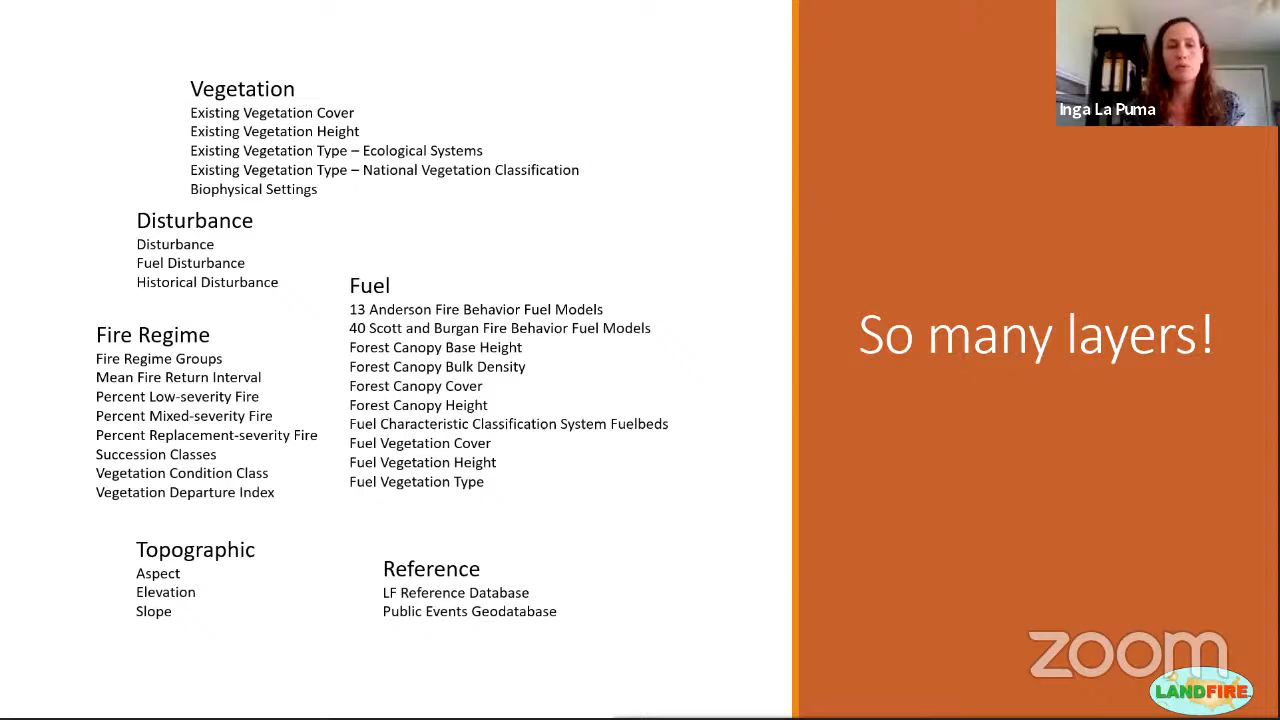 Vegetation
Existing Vegetation Cover
Existing Vegetation Height
Existing Vegetation Type – Ecological Systems
Existing Vegetation Type – National Vegetation Classification
Biophysical Settings
Disturbance
Disturbance
Fuel Disturbance
Historical Disturbance
Fire Regime
Fire Regime Groups
Mean Fire Return Interval
Percent Low-severity Fire
Percent Mixed-severity Fire
Percent Replacement-severity Fire
Succession Classes
Vegetation Condition Class
Vegetation Departure Index
Fuel
13 Anderson Fire Behavior Fuel Models
40 Scott and Burgan Fire Behavior Fuel Models
Forest Canopy Base Height
Forest Canopy Bulk Density
Forest Canopy Cover
Forest Canopy Height
Fuel Characteristic Classification System Fuelbeds
Fuel Vegetation Cover
Fuel Vegetation Height
Fuel Vegetation Type
Topographic
Aspect
Elevation
Slope
Reference
LF Reference Database
Public Events Geodatabase
So many layers!
Inga La Puma
zoom
LANDFIRE